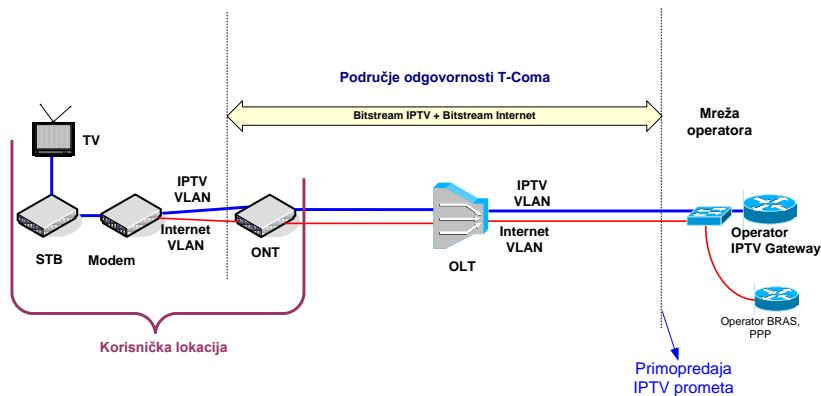 Područje odgovornosti T-Coma
Bitstream IPTV + Bitstream Internet
Mreža
operatora
TV
IPTV
VLAN
Internet
VLAN
STB
Modem
ONT
OLT
IPTV
VLAN
Internet
VLAN
Operator
IPTV Gateway
Operator BRAS,
PPP
Korisnička lokacija
Primopredaja
IPTV prometa